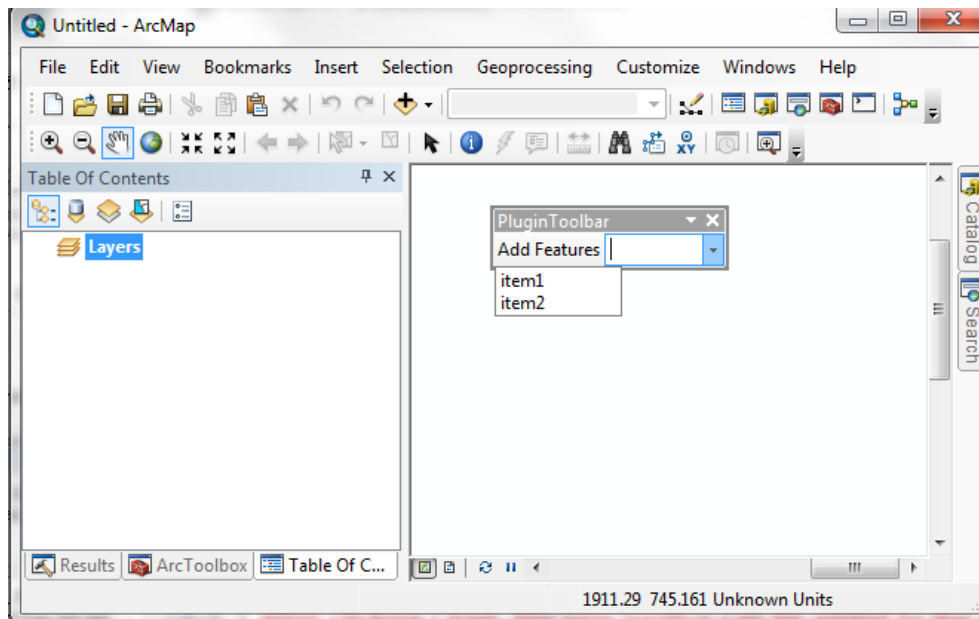 Untitled - ArcMap
File Edit View Bookmarks Insert Selection Geoprocessing Customize Windows Help
Table Of Contents
Layers
PluginToolbar
Add Features
item1
item2
Catalog
Search
Results ArcToolbox Table Of C...
1911.29 745.161 Unknown Units